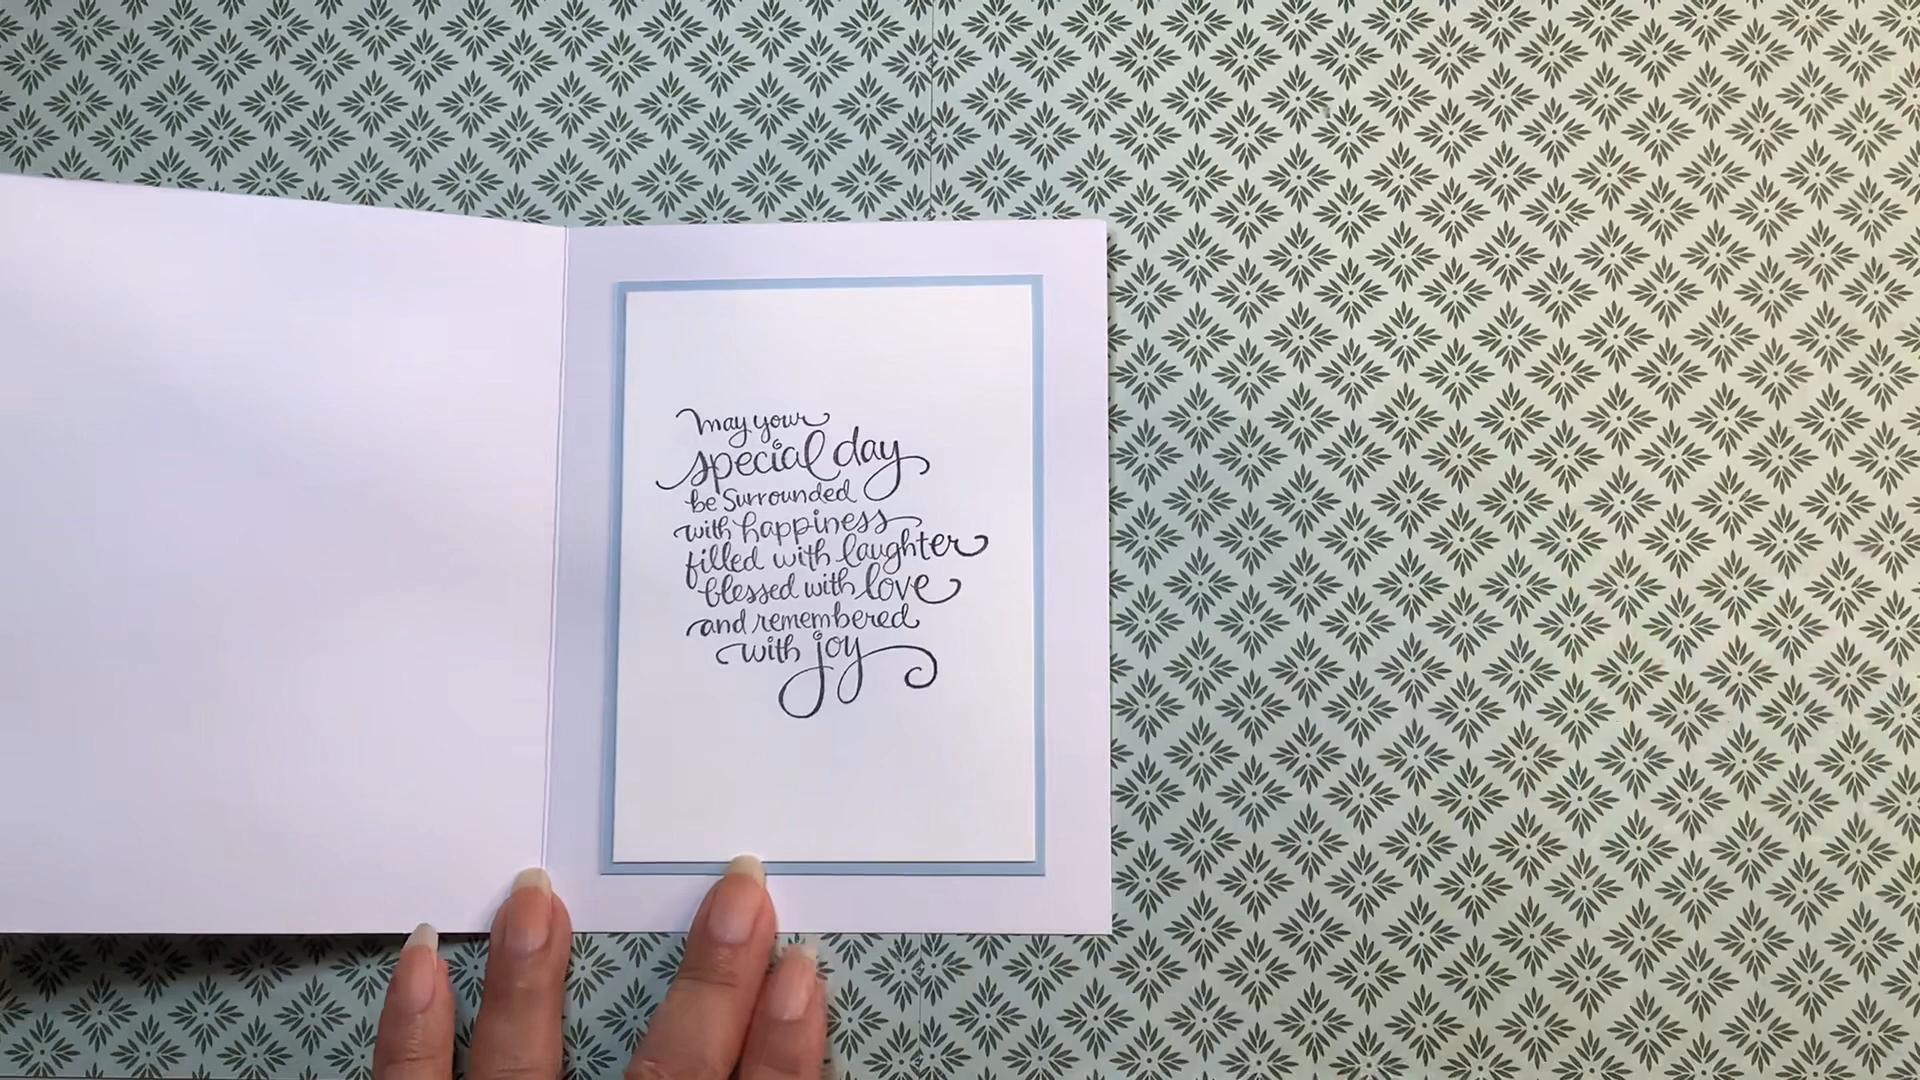 may your
special day
be surrounded
with happiness
filled with laughter
blessed with love
and remembered
with joy